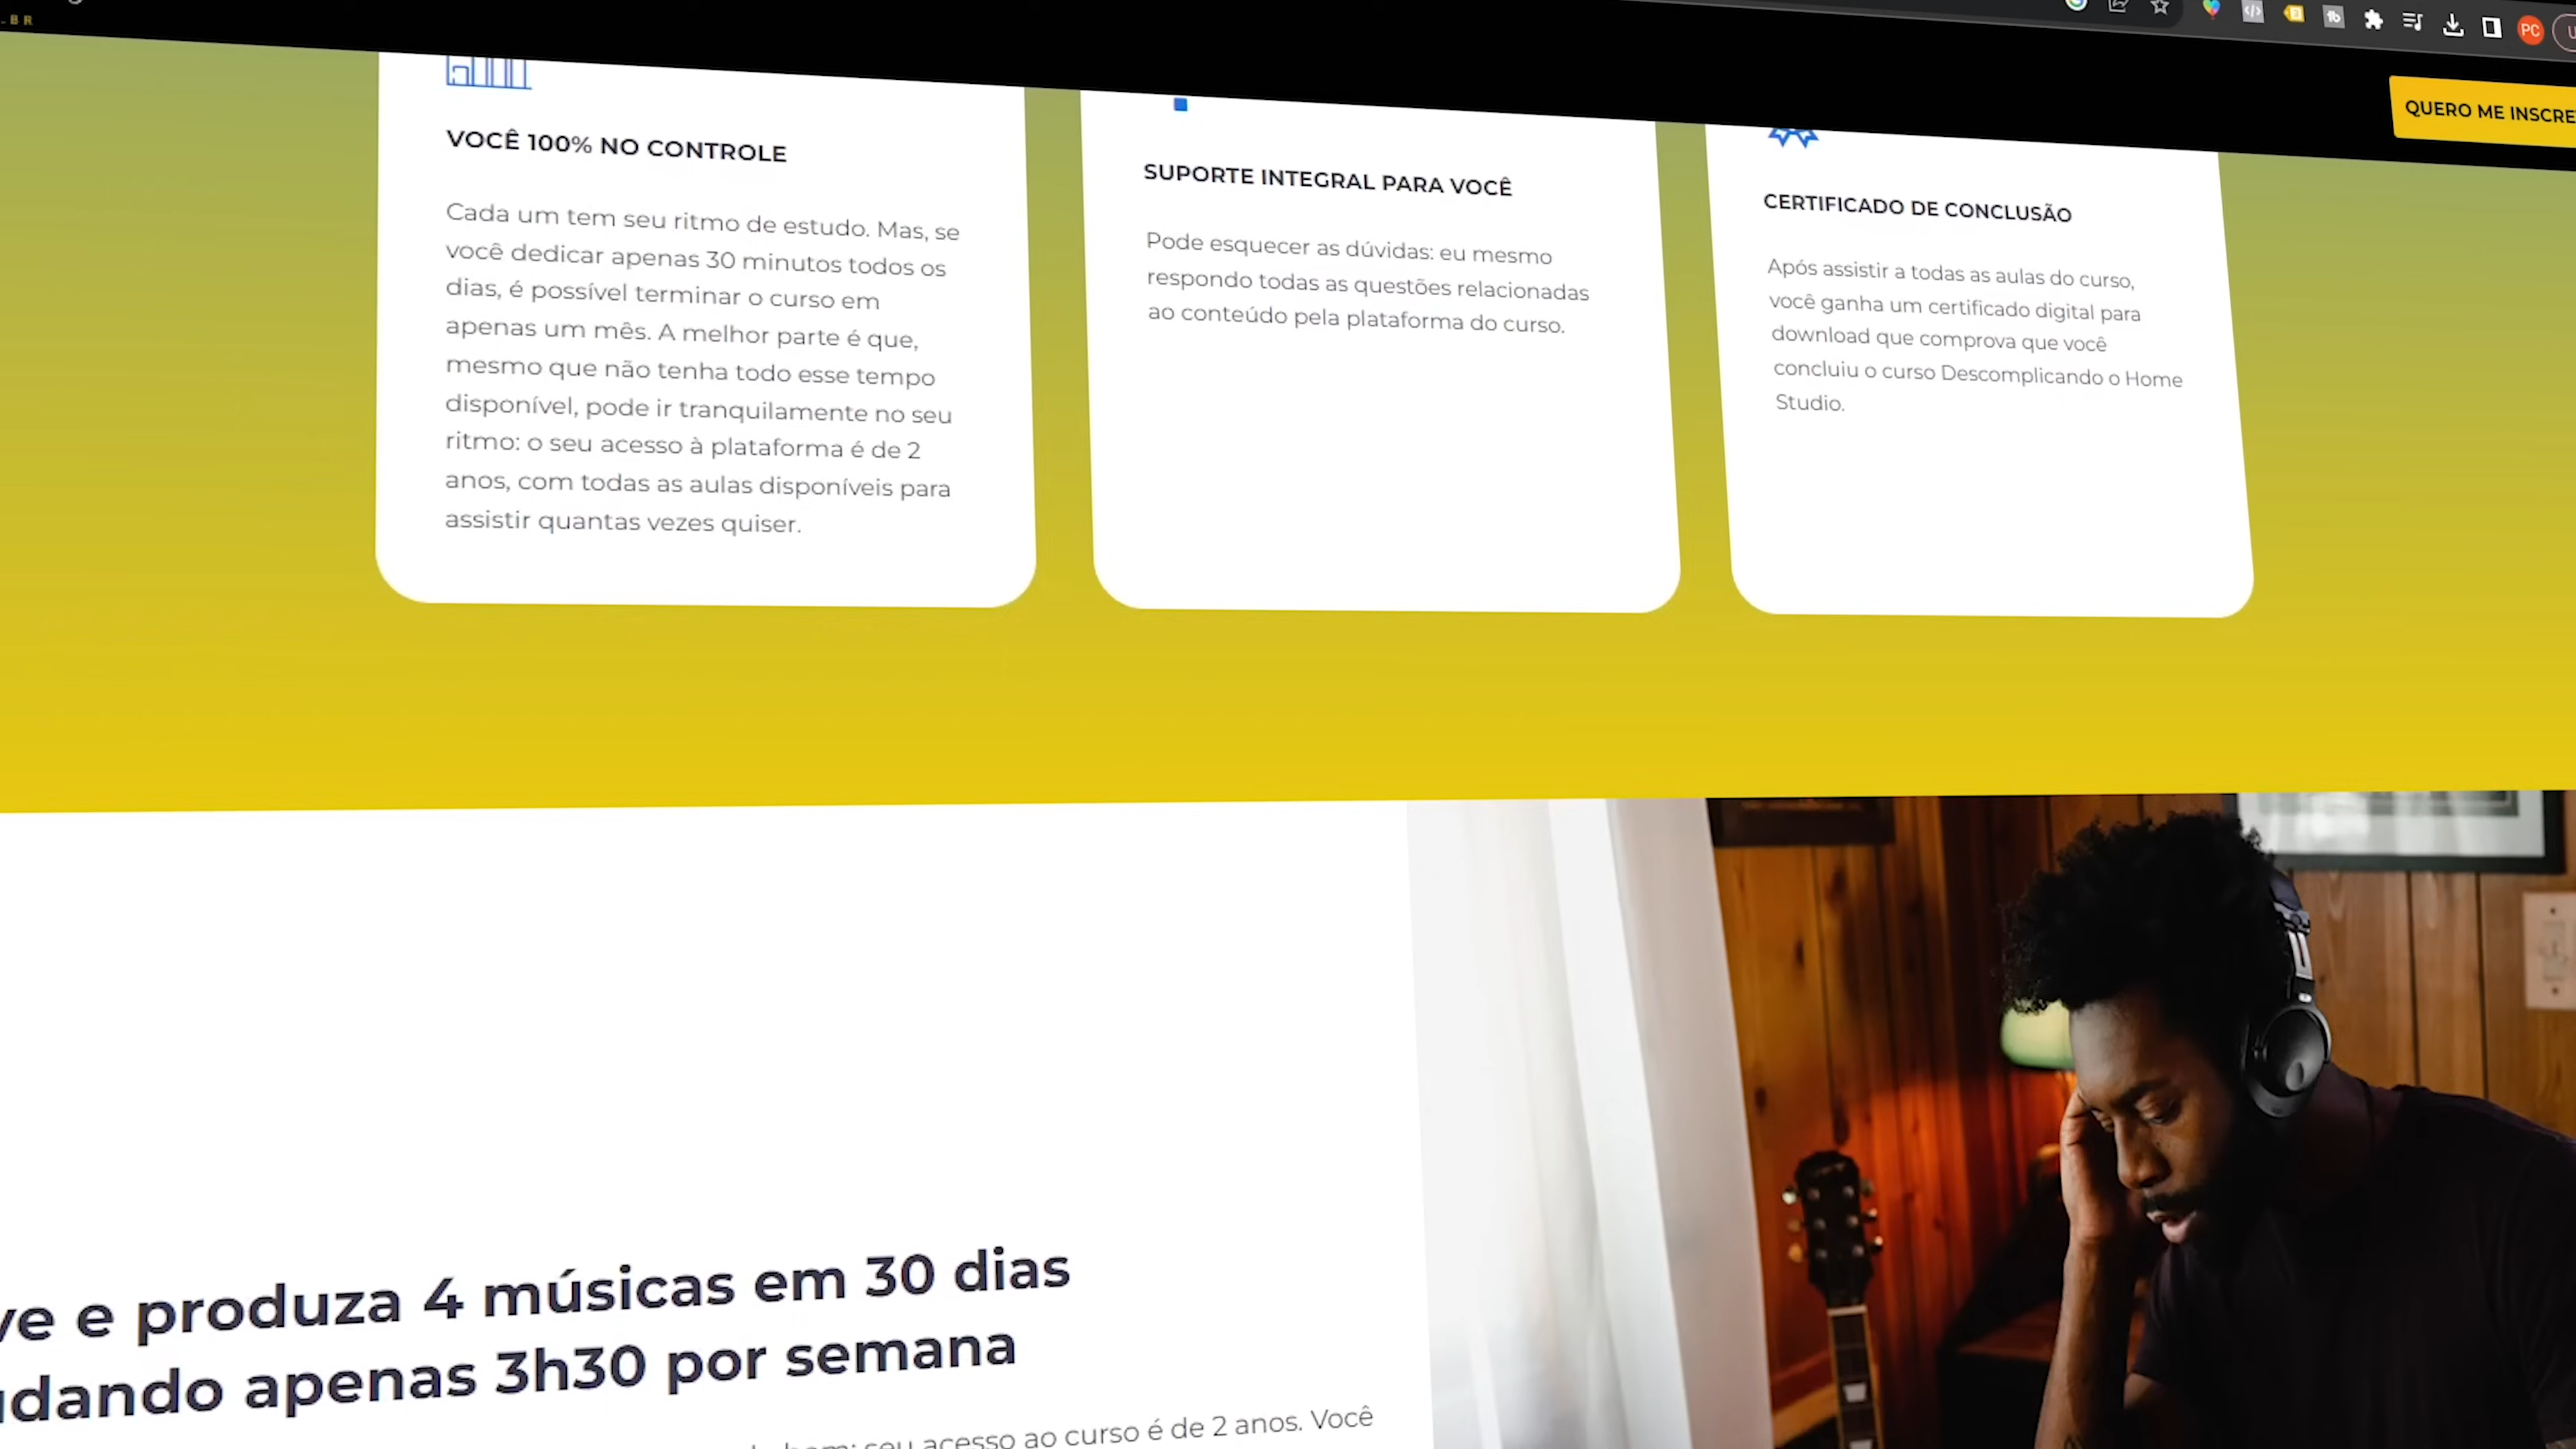 .BR
PC
QUERO ME INSCRE
VOCÊ 100% NO CONTROLE
Cada um tem seu ritmo de estudo. Mas, se
você dedicar apenas 30 minutos todos os
dias, é possível terminar o curso em
apenas um mês. A melhor parte é que,
mesmo que não tenha todo esse tempo
disponível, pode ir tranquilamente no seu
ritmo: o seu acesso à plataforma é de 2
anos, com todas as aulas disponíveis para
assistir quantas vezes quiser.
SUPORTE INTEGRAL PARA VOCÊ
Pode esquecer as dúvidas: eu mesmo
respondo todas as questões relacionadas
ao conteúdo pela plataforma do curso.
CERTIFICADO DE CONCLUSÃO
Após assistir a todas as aulas do curso,
você ganha um certificado digital para
download que comprova que você
concluiu o curso Descomplicando o Home
Studio.
ve e produza 4 músicas em 30 dias
udando apenas 3h30 por semana
seu acesso ao curso é de 2 anos. Você